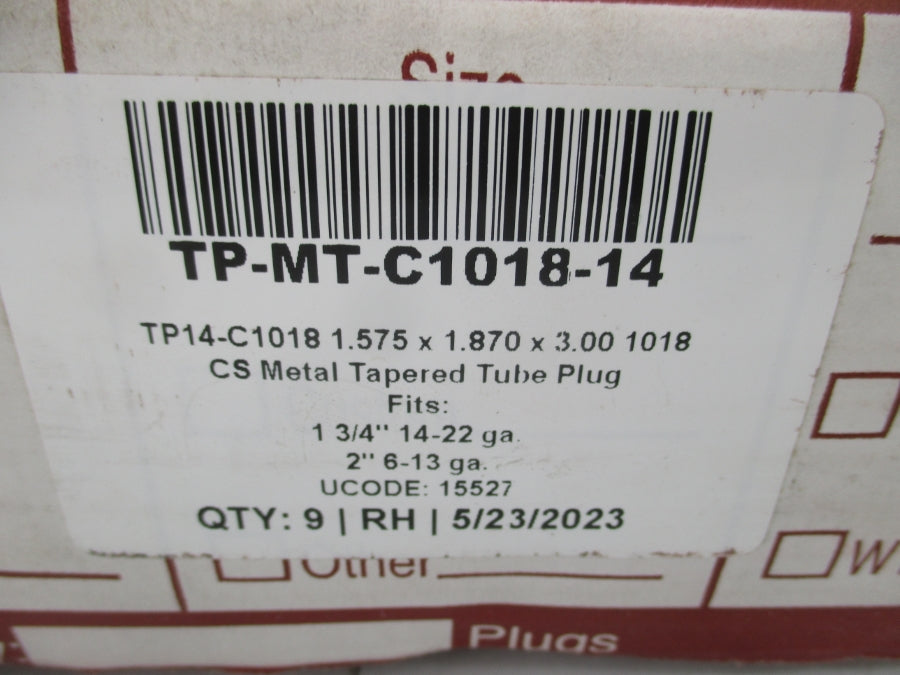 Size
TP-MT-C1018-14
TP14-C1018 1.575 x 1.870 x 3.00 1018
CS Metal Tapered Tube Plug
Fits:
1 3/4" 14-22 ga.
2" 6-13 ga.
UCODE: 15527
QTY: 9 | RH | 5/23/2023
Other
Plugs